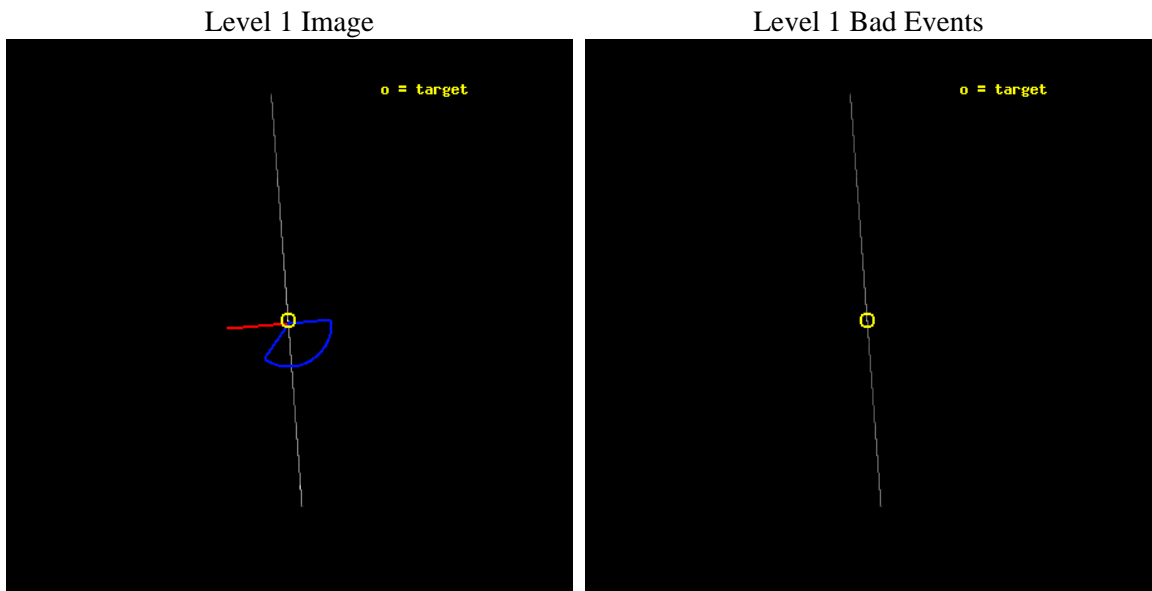 Level 1 Image
Level 1 Bad Events
o = target
o = target